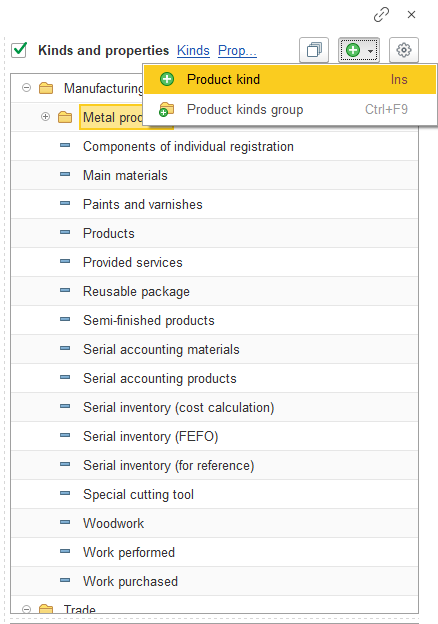 Kinds and properties Kinds Prop...
Manufacturing
Product kind Ins
Product kinds group Ctrl+F9
Metal
Components of individual registration
Main materials
Paints and varnishes
Products
Provided services
Reusable package
Semi-finished products
Serial accounting materials
Serial accounting products
Serial inventory (cost calculation)
Serial inventory (FEFO)
Serial inventory (for reference)
Special cutting tool
Woodwork
Work performed
Work purchased
Trade